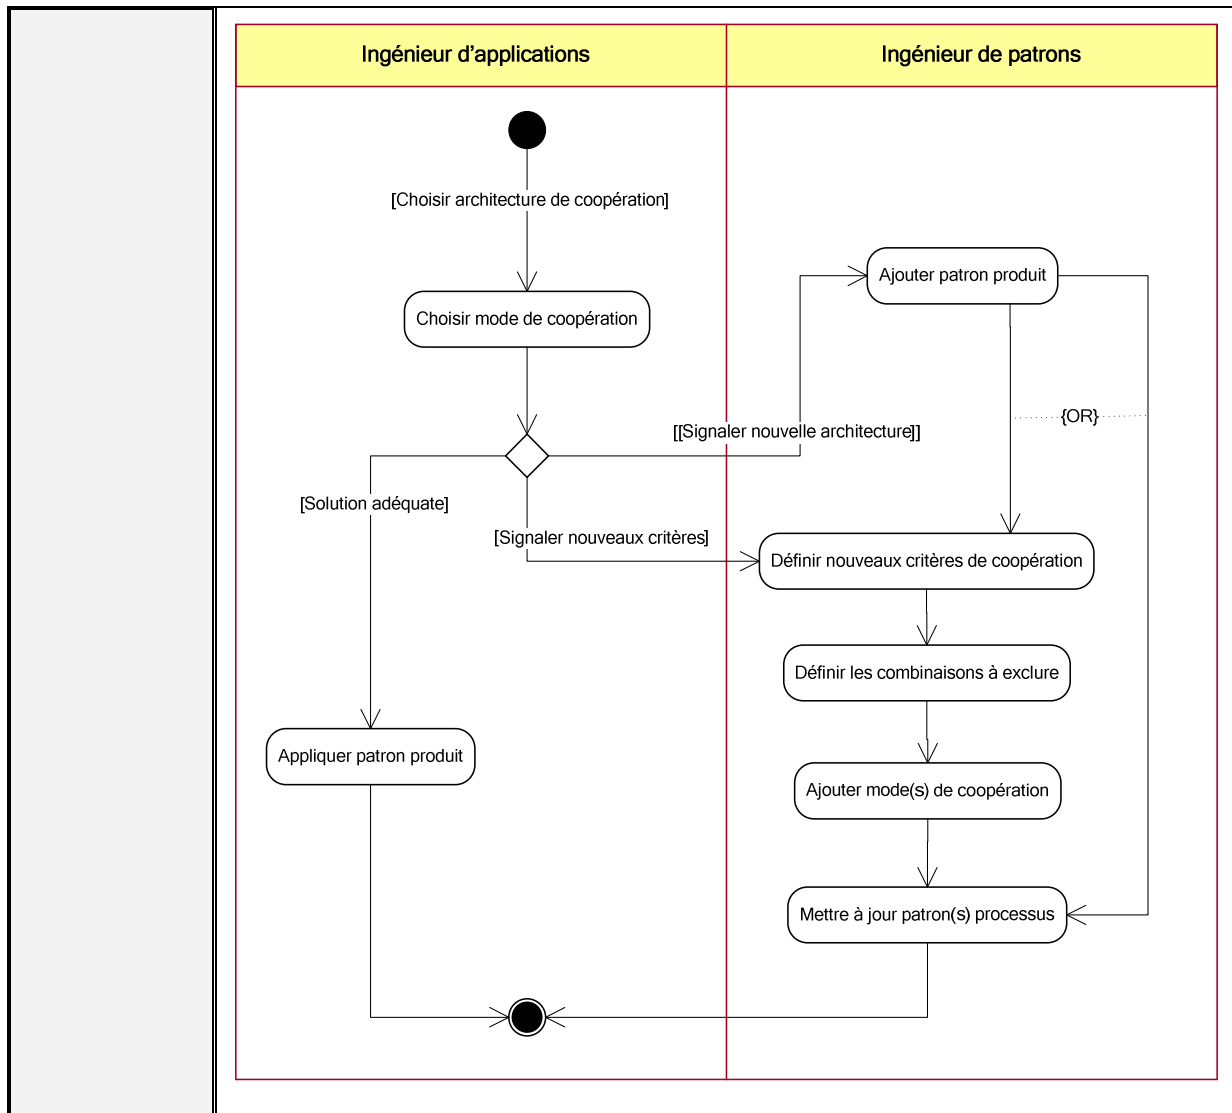 Ingénieur d'applications
Ingénieur de patrons
[Choisir architecture de coopération]
Ajouter patron produit
Choisir mode de coopération
{OR}
[[Signaler nouvelle architecture]]
[Solution adéquate]
[Signaler nouveaux critères]
Définir nouveaux critères de coopération
Définir les combinaisons à exclure
Appliquer patron produit
Ajouter mode(s) de coopération
Mettre à jour patron(s) processus